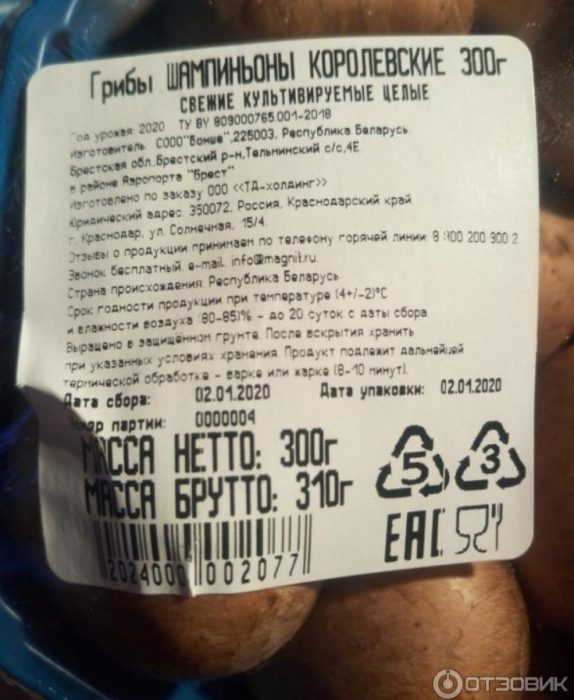 Грибы ШАМПИНЬОНЫ КОРОЛЕВСКИЕ 300г
СВЕЖИЕ КУЛЬТИВИРУЕМЫЕ ЦЕЛЫЕ
Год урожая: 2020 ТУ BY 809000765.001-2018
Изготовитель: СООО"Бонше",225003, Республика Беларусь
Брестская обл.Брестский р-н,Тельминский с/с,4Е,
в районе Аэропорта "Брест"
Изготовлено по заказу ООО <<ТД-холдинг>>
Юридический адрес: 350072, Россия, Краснодарский край
г. Краснодар, ул. Солнечная, 15/4.
Отзывы о продукции принимаем по телефону горячей линии: 8 800 200 900 2
Звонок бесплатный, e-mail: info@magnit.ru.
Страна происхождения: Республика Беларусь
Срок годности продукции при температуре (4+/-2)°С
и влажности воздуха (80-85)% - до 20 суток с даты сбора
Выращено в защищённом грунте. После вскрытия хранить
при указанных условиях хранения. Продукт подлежит дальнейшей
термической обработке - варке или жарке (8-10 минут).
Дата сбора: 02.01.2020 Дата упаковки: 02.01.2020
Номер партии: 0000004
МАССА НЕТТО: 300г
МАССА БРУТТО: 310г
5 3
EAC
2024000 002077
ОТЗОВИК